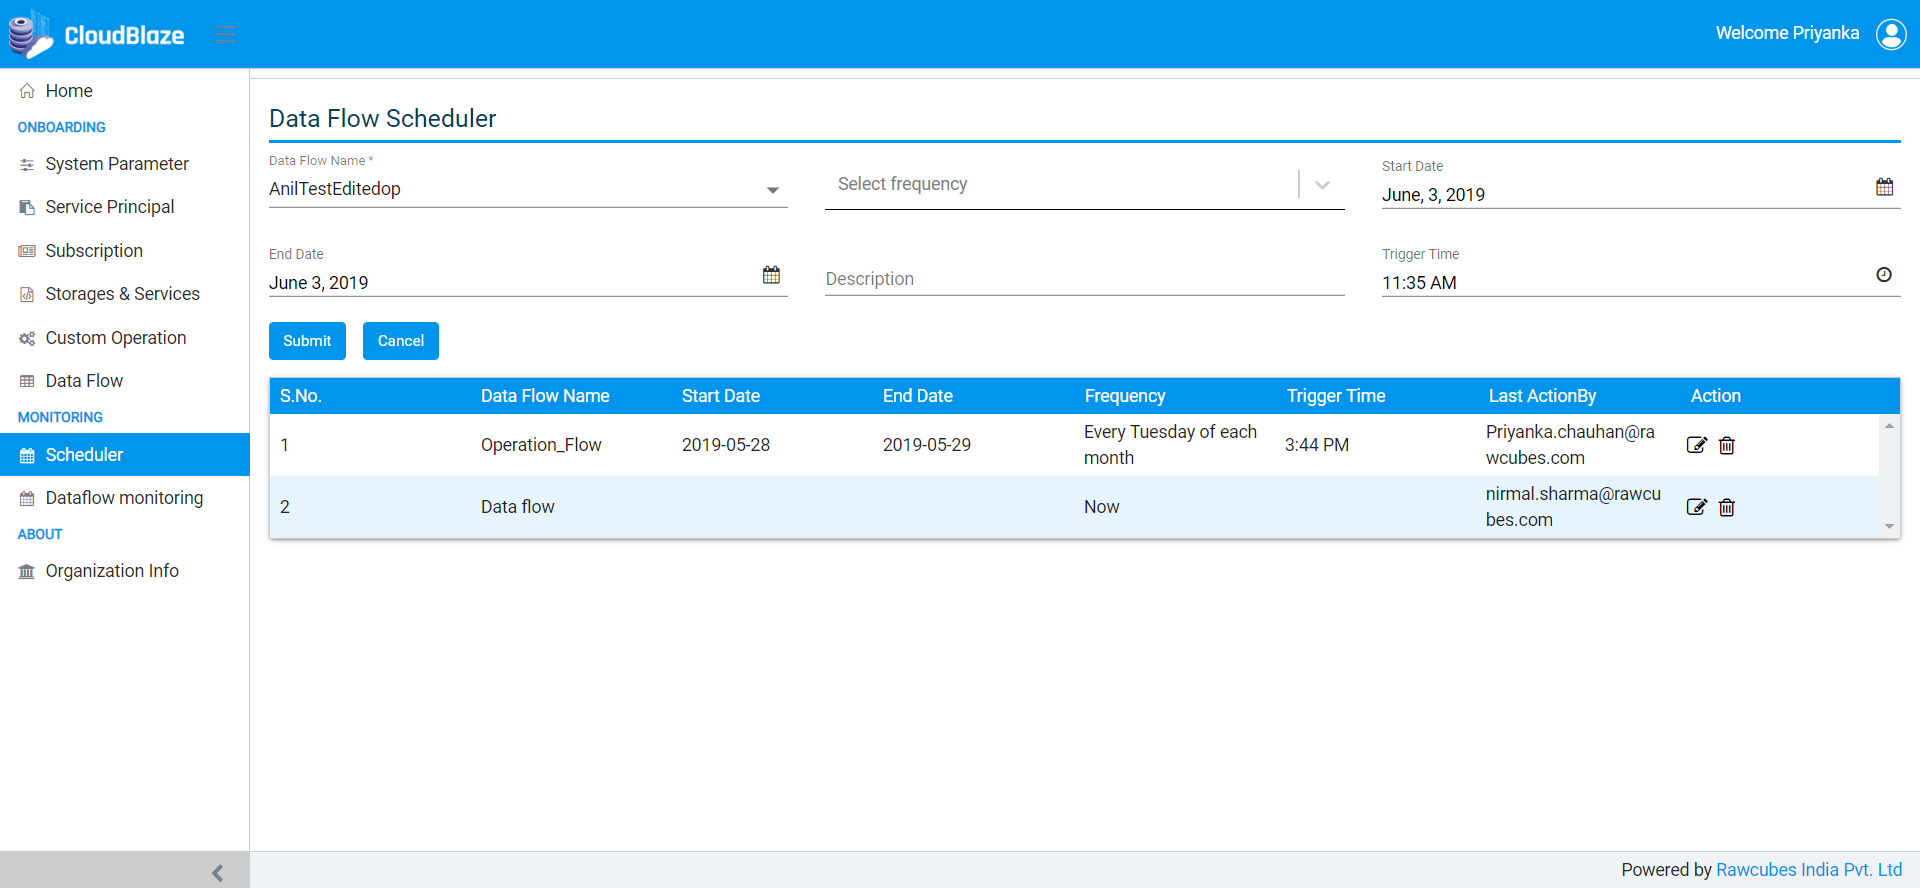 CloudBlaze
Welcome Priyanka
Home
ONBOARDING
System Parameter
Service Principal
Subscription
Storages & Services
Custom Operation
Data Flow
MONITORING
Scheduler
Dataflow monitoring
ABOUT
Organization Info
Data Flow Scheduler
Data Flow Name *
AnilTestEditedop
Select frequency
Start Date
June, 3, 2019
End Date
June 3, 2019
Description
Trigger Time
11:35 AM
Submit Cancel
S.No. Data Flow Name Start Date End Date Frequency Trigger Time Last ActionBy Action
1 Operation_Flow 2019-05-28 2019-05-29 Every Tuesday of each
month
3:44 PM
Priyanka.chauhan@ra
wcubes.com
2 Data flow Now
nirmal.sharma@rawcu
bes.com
Powered by Rawcubes India Pvt. Ltd